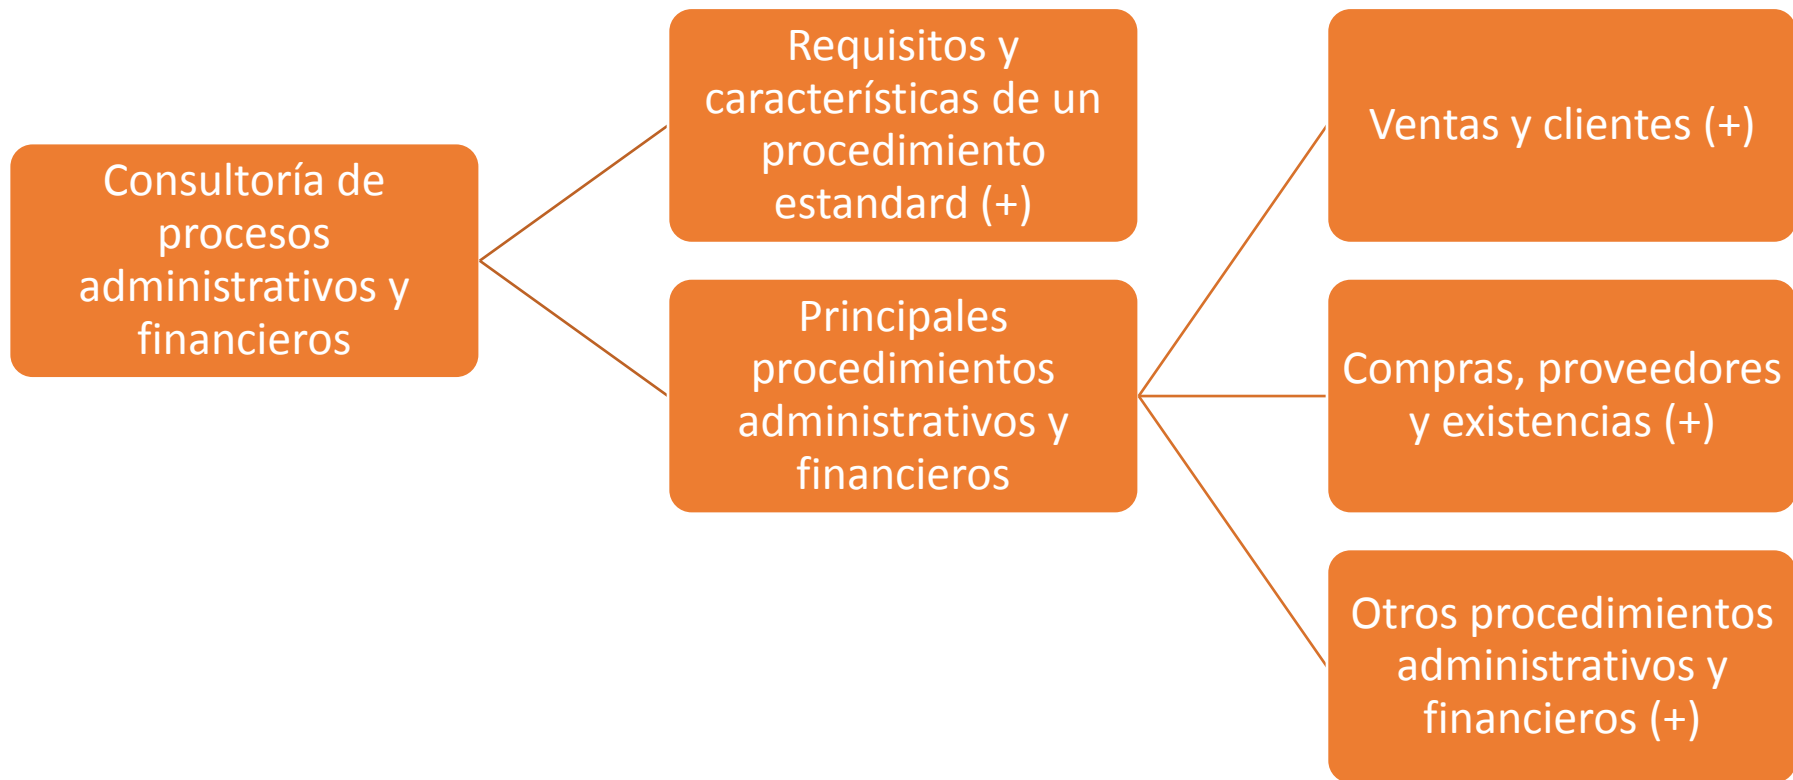 Consultoría de
procesos
administrativos y
financieros
Requisitos y
características de un
procedimiento
estandard (+)
Principales
procedimientos
administrativos y
financieros
Ventas y clientes (+)
Compras, proveedores
y existencias (+)
Otros procedimientos
administrativos y
financieros (+)